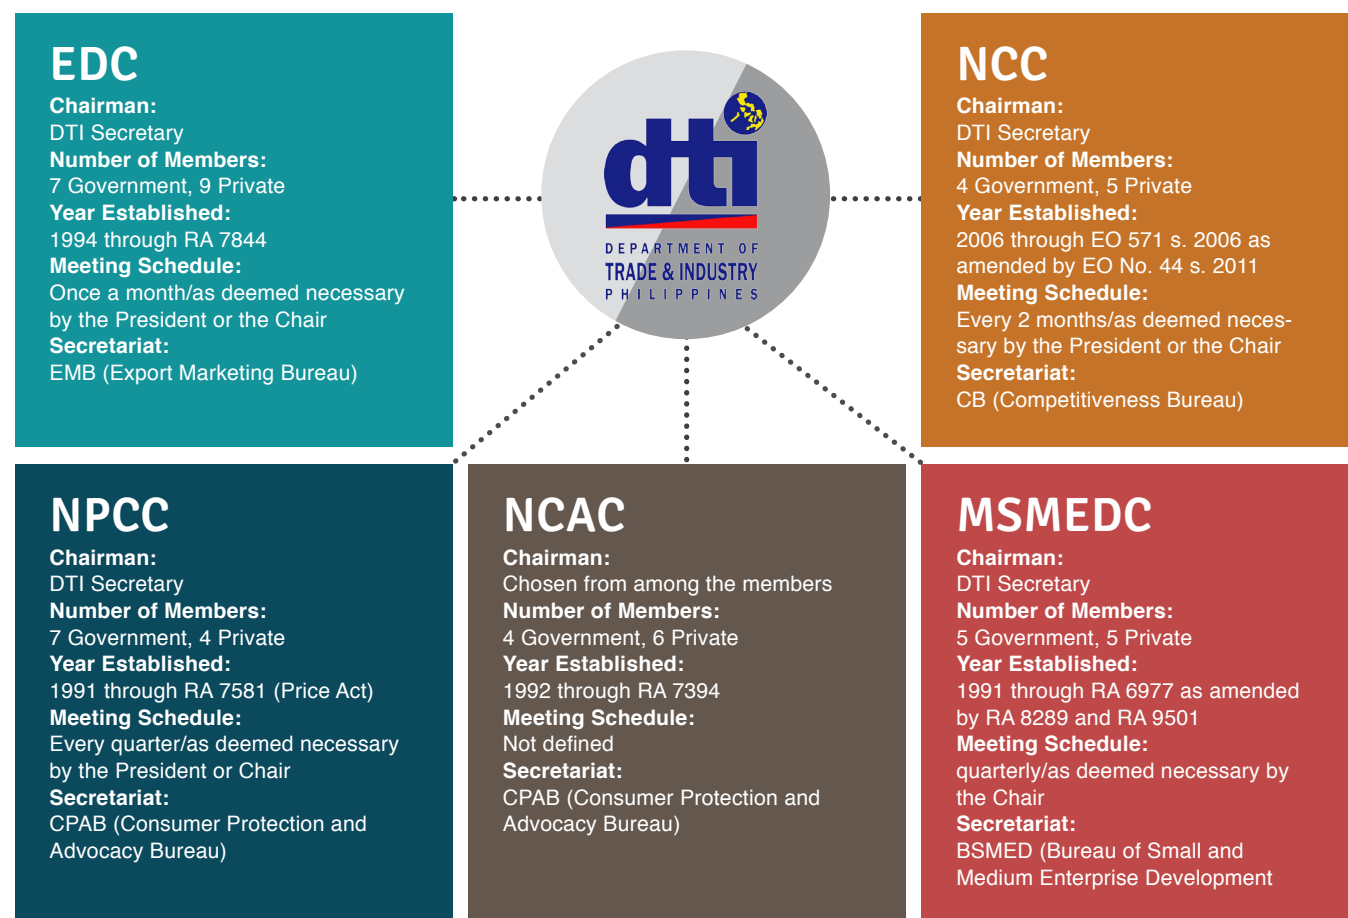 EDC
Chairman:
DTI Secretary
Number of Members:
7 Government, 9 Private
Year Established:
1994 through RA 7844
Meeting Schedule:
Once a month/as deemed necessary
by the President or the Chair
Secretariat:
EMB (Export Marketing Bureau)
dti
DEPARTMENT OF
TRADE & INDUSTRY
PHILIPPINES
NCC
Chairman:
DTI Secretary
Number of Members:
4 Government, 5 Private
Year Established:
2006 through EO 571 s. 2006 as
amended by EO No. 44 s. 2011
Meeting Schedule:
Every 2 months/as deemed neces-
sary by the President or the Chair
Secretariat:
CB (Competitiveness Bureau)
NPCC
Chairman:
DTI Secretary
Number of Members:
7 Government, 4 Private
Year Established:
1991 through RA 7581 (Price Act)
Meeting Schedule:
Every quarter/as deemed necessary
by the President or Chair
Secretariat:
CPAB (Consumer Protection and
Advocacy Bureau)
NCAC
Chairman:
Chosen from among the members
Number of Members:
4 Government, 6 Private
Year Established:
1992 through RA 7394
Meeting Schedule:
Not defined
Secretariat:
CPAB (Consumer Protection and
Advocacy Bureau)
MSMEDC
Chairman:
DTI Secretary
Number of Members:
5 Government, 5 Private
Year Established:
1991 through RA 6977 as amended
by RA 8289 and RA 9501
Meeting Schedule:
quarterly/as deemed necessary by
the Chair
Secretariat:
BSMED (Bureau of Small and
Medium Enterprise Development